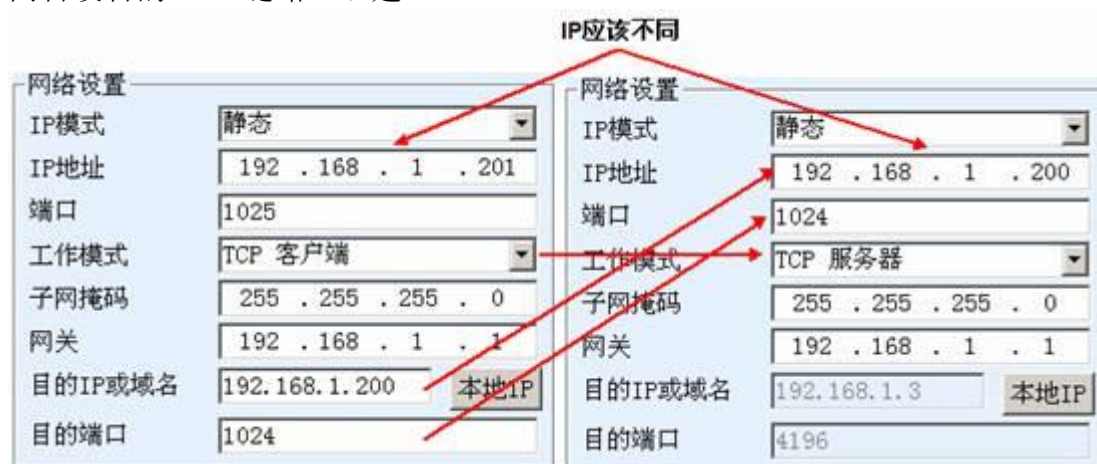 IP应该不同
网络设置
IP模式 静态
IP地址 192 . 168 . 1 . 201
端口 1025
工作模式 TCP 客户端
子网掩码 255 . 255 . 255 . 0
网关 192 . 168 . 1 . 1
目的IP或域名 192.168.1.200 本地IP
目的端口 1024
网络设置
IP模式 静态
IP地址 192 . 168 . 1 . 200
端口 1024
工作模式 TCP 服务器
子网掩码 255 . 255 . 255 . 0
网关 192 . 168 . 1 . 1
目的IP或域名 192.168.1.3 本地IP
目的端口 4196